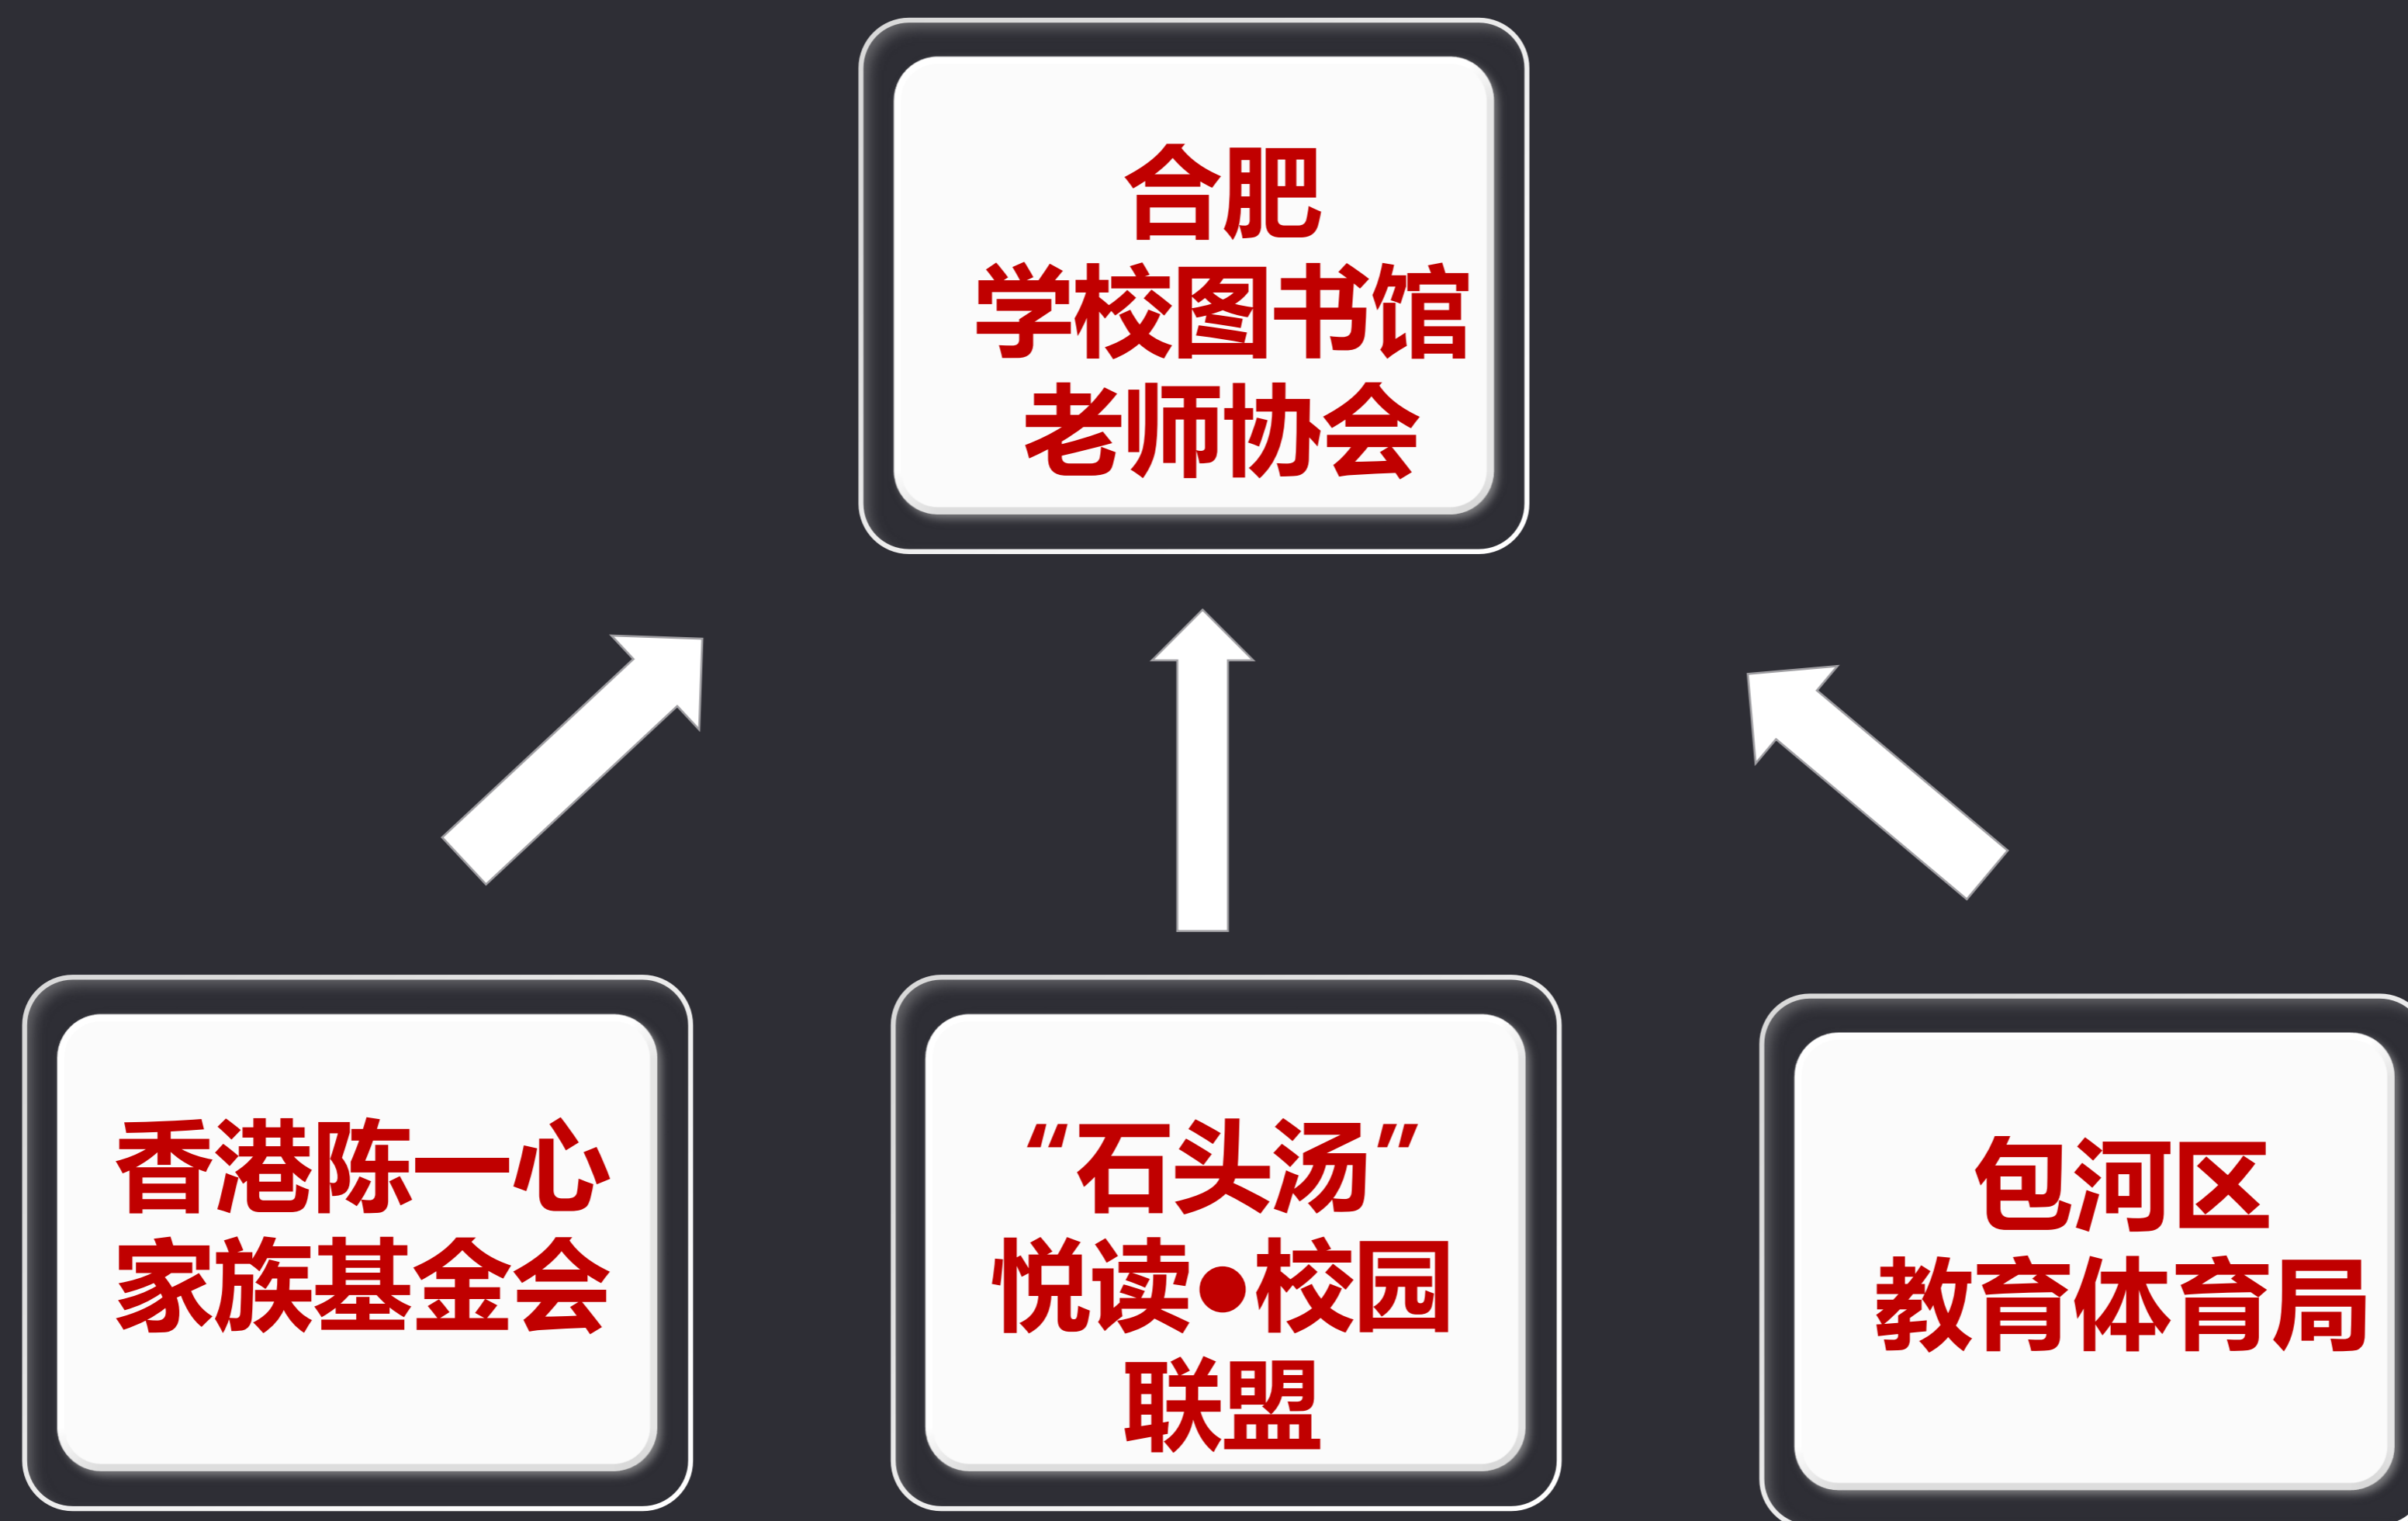 合肥
学校图书馆
老师协会
香港陈一心
家族基金会
“石头汤”
悦读●校园
联盟
包河区
教育体育局